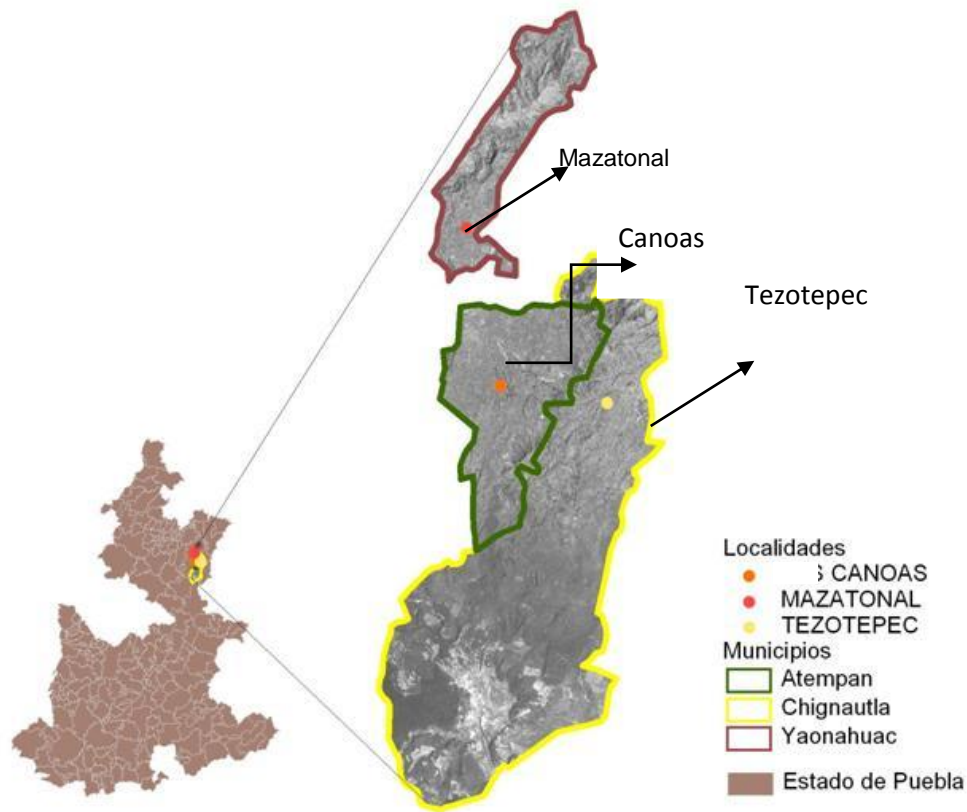 Mazatonal
Canoas
Tezotepec
Localidades
S CANOAS
MAZATONAL
TEZOTEPEC
Municipios
Atempan
Chignautla
Yaonahuac
Estado de Puebla